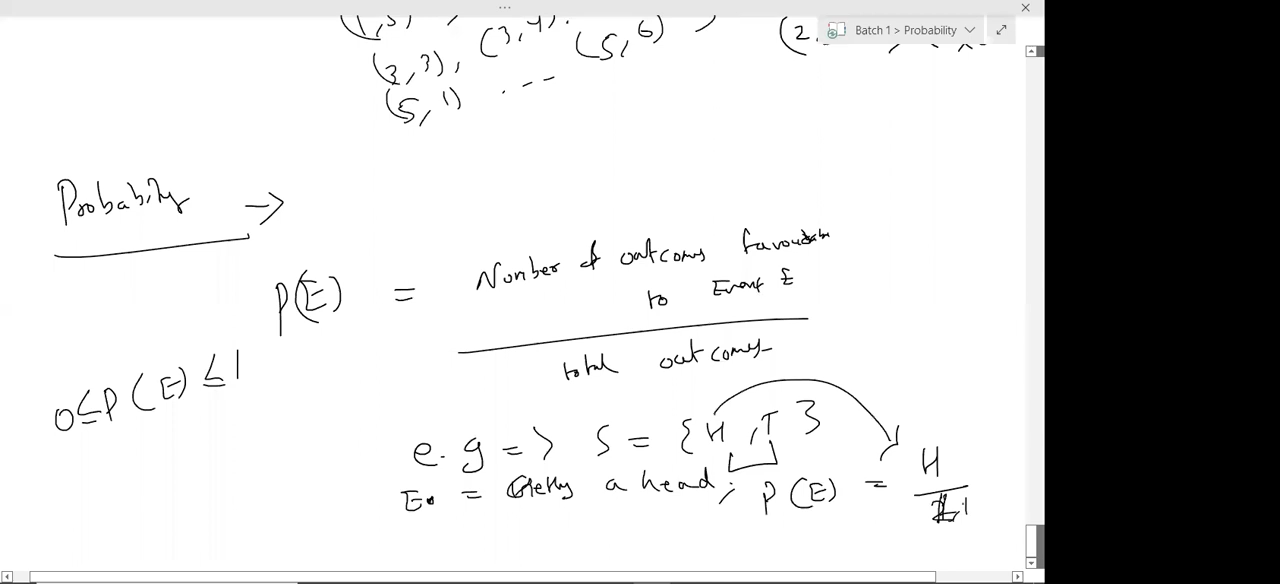 (3,4),
(5,6)
Batch 1 > Probability
(3,3),
(5,1) ---
Probability →
P(E) = Number of outcomes favourable
to Event E
total outcomes
0≤P(E)≤1
e.g => S = {H,T}
E = Getting a head; P(E) = H